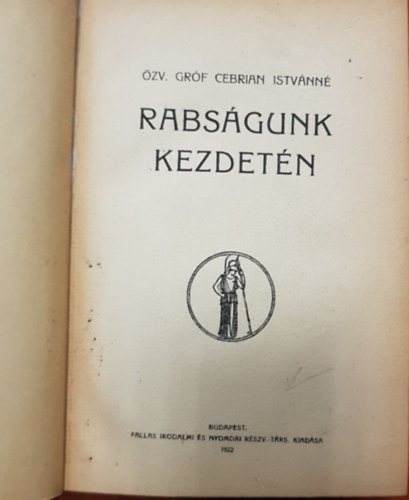 ÖZV. GRÓF CEBRIAN ISTVÁNNÉ
RABSÁGUNK
KEZDETÉN
BUDAPEST.
PALLAS IRODALMI ÉS NYOMDAI RÉSZV.-TÁRS. KIADÁSA
1922